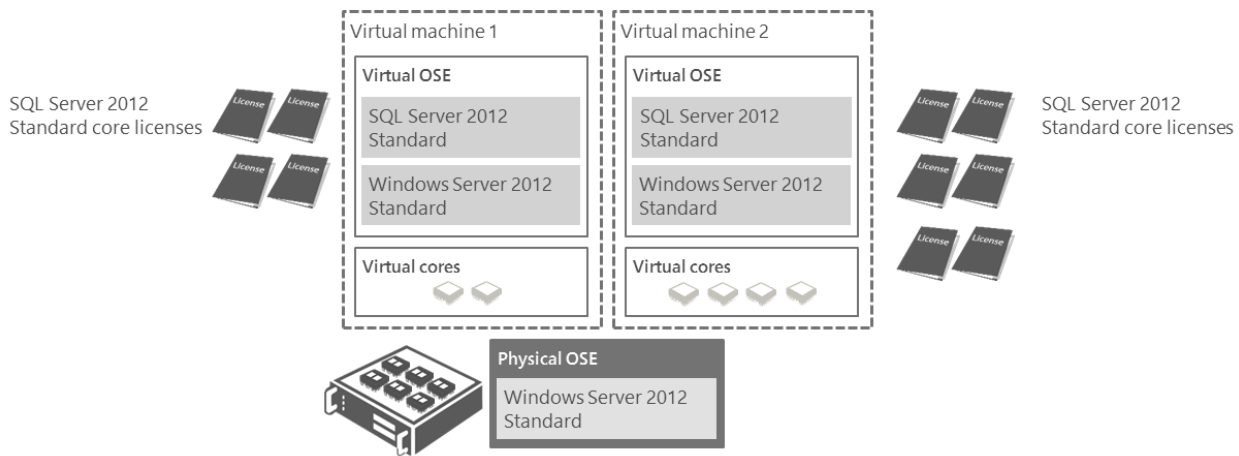 Virtual machine 1
Virtual OSE
SQL Server 2012
Standard
Windows Server 2012
Standard
Virtual cores
Virtual machine 2
Virtual OSE
SQL Server 2012
Standard
Windows Server 2012
Standard
Virtual cores
SQL Server 2012
Standard core licenses
License
License
License
License
License
License
License
License
License
License
SQL Server 2012
Standard core licenses
Physical OSE
Windows Server 2012
Standard